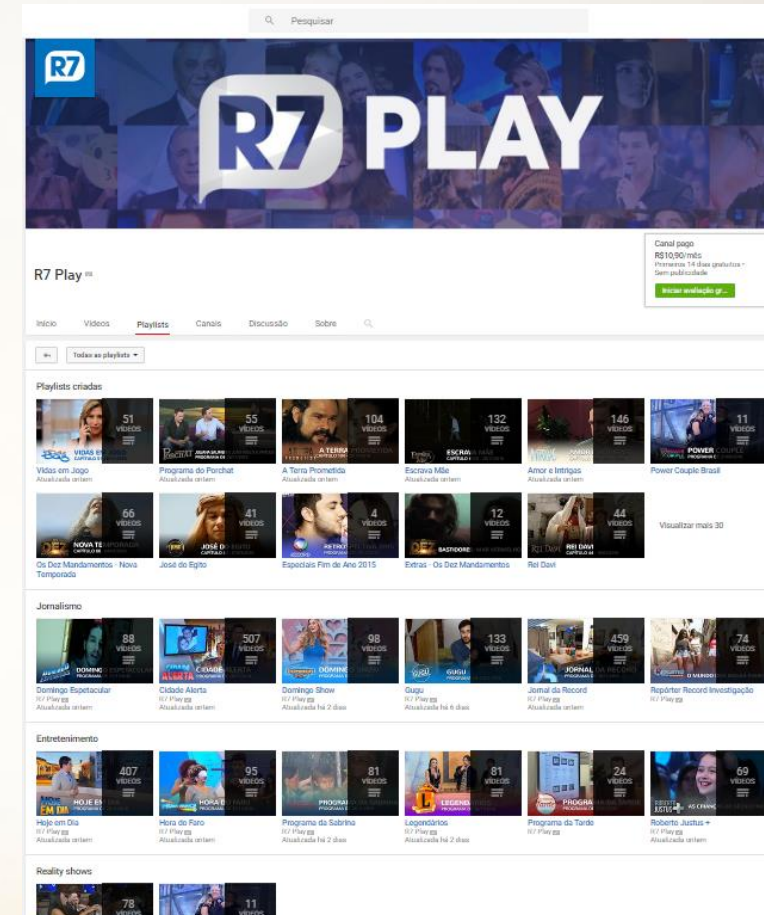 Pesquisar
R7
R7 PLAY
Canal pago
R$10,90/mês
Primeiros 14 dias gratuitos •
Sem publicidade
Iniciar avaliação gr...
R7 Play
Início Vídeos Playlists Canais Discussão Sobre
Todas as playlists
Playlists criadas
51 VÍDEOS 55 VÍDEOS 104 VÍDEOS 132 VÍDEOS 146 VÍDEOS 11 VÍDEOS
Vidas em Jogo Programa do Porchat A Terra Prometida Escrava Mãe Amor e Intrigas Power Couple Brasil
Atualizada ontem Atualizada ontem Atualizada ontem Atualizada ontem Atualizada ontem
66 VÍDEOS 41 VÍDEOS 4 VÍDEOS 12 VÍDEOS 44 VÍDEOS
Visualizar mais 30
Os Dez Mandamentos - Nova José do Egito Especiais Fim de Ano 2015 Extras - Os Dez Mandamentos Rei Davi
Temporada
Jornalismo
88 VÍDEOS 507 VÍDEOS 98 VÍDEOS 133 VÍDEOS 459 VÍDEOS 74 VÍDEOS
Domingo Espetacular Cidade Alerta Domingo Show Gugu Jornal da Record Repórter Record Investigação
R7 Play R7 Play R7 Play R7 Play R7 Play R7 Play
Atualizada ontem Atualizada ontem Atualizada há 2 dias Atualizada há 6 dias Atualizada ontem
Entretenimento
407 VÍDEOS 95 VÍDEOS 81 VÍDEOS 81 VÍDEOS 24 VÍDEOS 69 VÍDEOS
Hoje em Dia Hora do Faro Programa da Sabrina Legendários Programa da Tarde Roberto Justus +
R7 Play R7 Play R7 Play R7 Play R7 Play R7 Play
Atualizada ontem Atualizada ontem Atualizada há 2 dias Atualizada há 2 dias Atualizada ontem
Reality shows
78 VÍDEOS 11 VÍDEOS